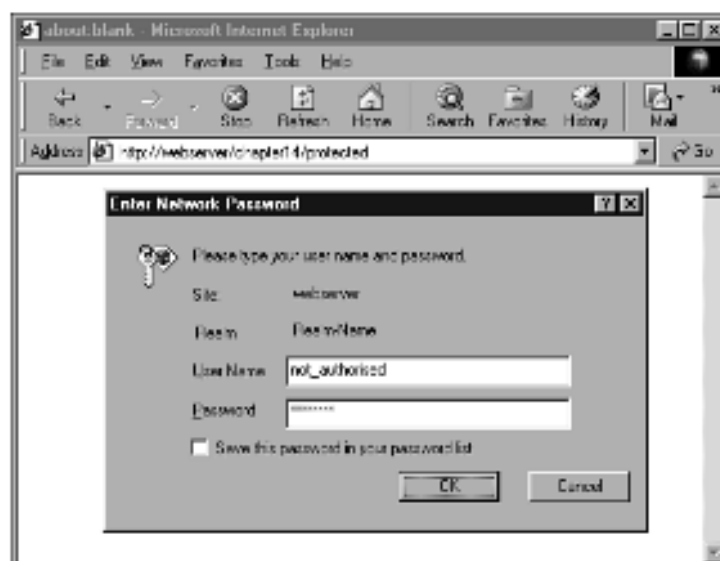 about:blank - Microsoft Internet Explorer
File Edit View Favorites Tools Help
Back Forward Stop Refresh Home Search Favorites History Mail
Address http://webserver/chapter14/protected Go
Enter Network Password
Please type your user name and password.
Site: webserver
Realm Realm-Name
User Name not_authorised
Password ********
Save this password in your password list
OK Cancel